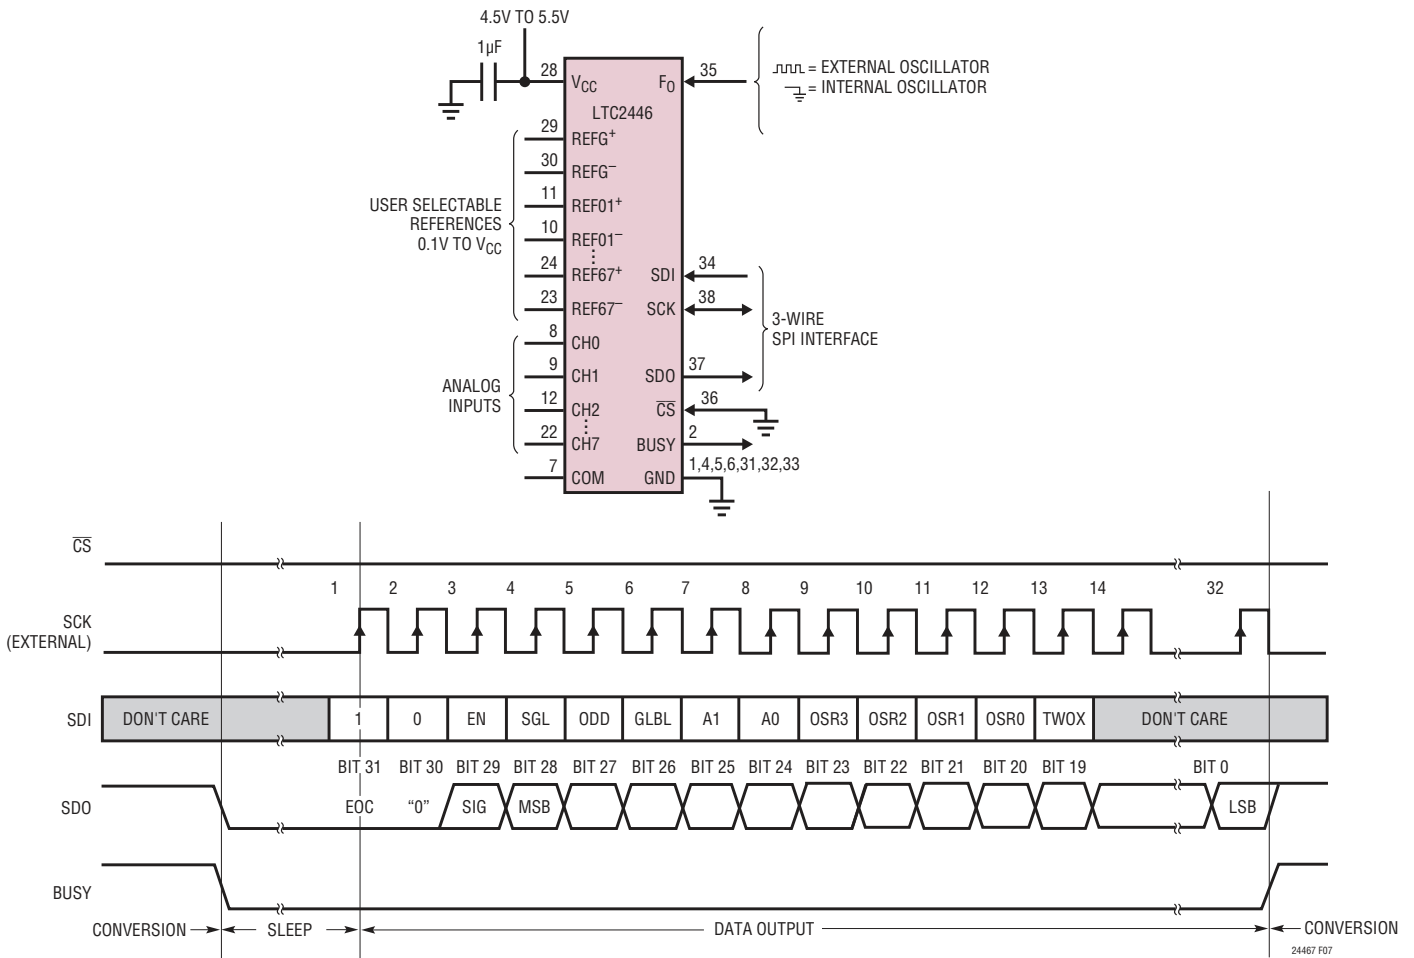 4.5V TO 5.5V
1µF
28
VCC
FO
35
= EXTERNAL OSCILLATOR
= INTERNAL OSCILLATOR
LTC2446
29
REFG+
30
REFG–
11
REF01+
10
REF01–
24
REF67+
23
REF67–
USER SELECTABLE
REFERENCES
0.1V TO VCC
SDI
34
SCK
38
SDO
37
CS
36
BUSY
2
GND
1,4,5,6,31,32,33
3-WIRE
SPI INTERFACE
8
CH0
9
CH1
12
CH2
22
CH7
7
COM
ANALOG
INPUTS
CS
1 2 3 4 5 6 7 8 9 10 11 12 13 14 32
SCK
(EXTERNAL)
SDI DON'T CARE 1 0 EN SGL ODD GLBL A1 A0 OSR3 OSR2 OSR1 OSR0 TWOX DON'T CARE
BIT 31 BIT 30 BIT 29 BIT 28 BIT 27 BIT 26 BIT 25 BIT 24 BIT 23 BIT 22 BIT 21 BIT 20 BIT 19 BIT 0
SDO EOC “0” SIG MSB LSB
BUSY
CONVERSION SLEEP DATA OUTPUT CONVERSION
24467 F07